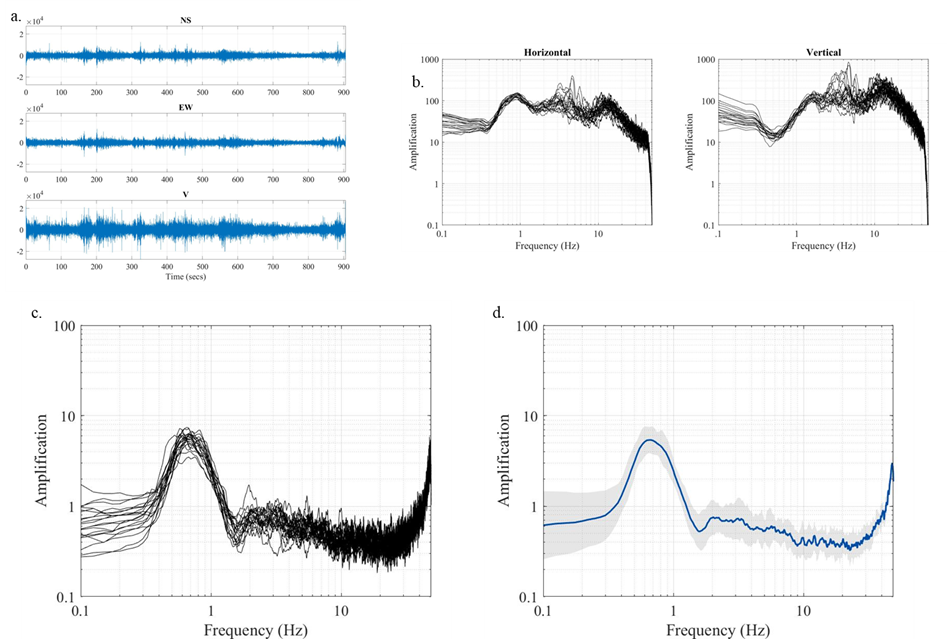 a.
NS
×10⁴
2
0
-2
0 100 200 300 400 500 600 700 800 900
EW
×10⁴
2
0
-2
0 100 200 300 400 500 600 700 800 900
V
×10⁴
2
0
-2
0 100 200 300 400 500 600 700 800 900
Time (secs)
b.
Horizontal
Amplification
1000
100
10
1
0.1
0.1 1 10
Frequency (Hz)
Vertical
Amplification
1000
100
10
1
0.1
0.1 1 10
Frequency (Hz)
c.
Amplification
100
10
1
0.1
0.1 1 10
Frequency (Hz)
d.
Amplification
100
10
1
0.1
0.1 1 10
Frequency (Hz)